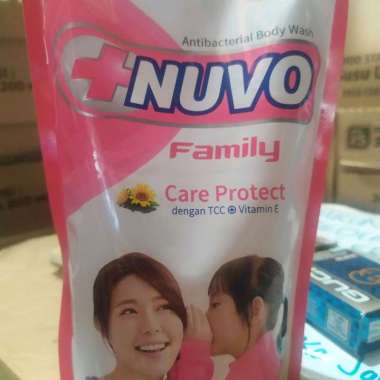 Antibacterial Body Wash
NUVO
Family
Care Protect
dengan TCC Vitamin E